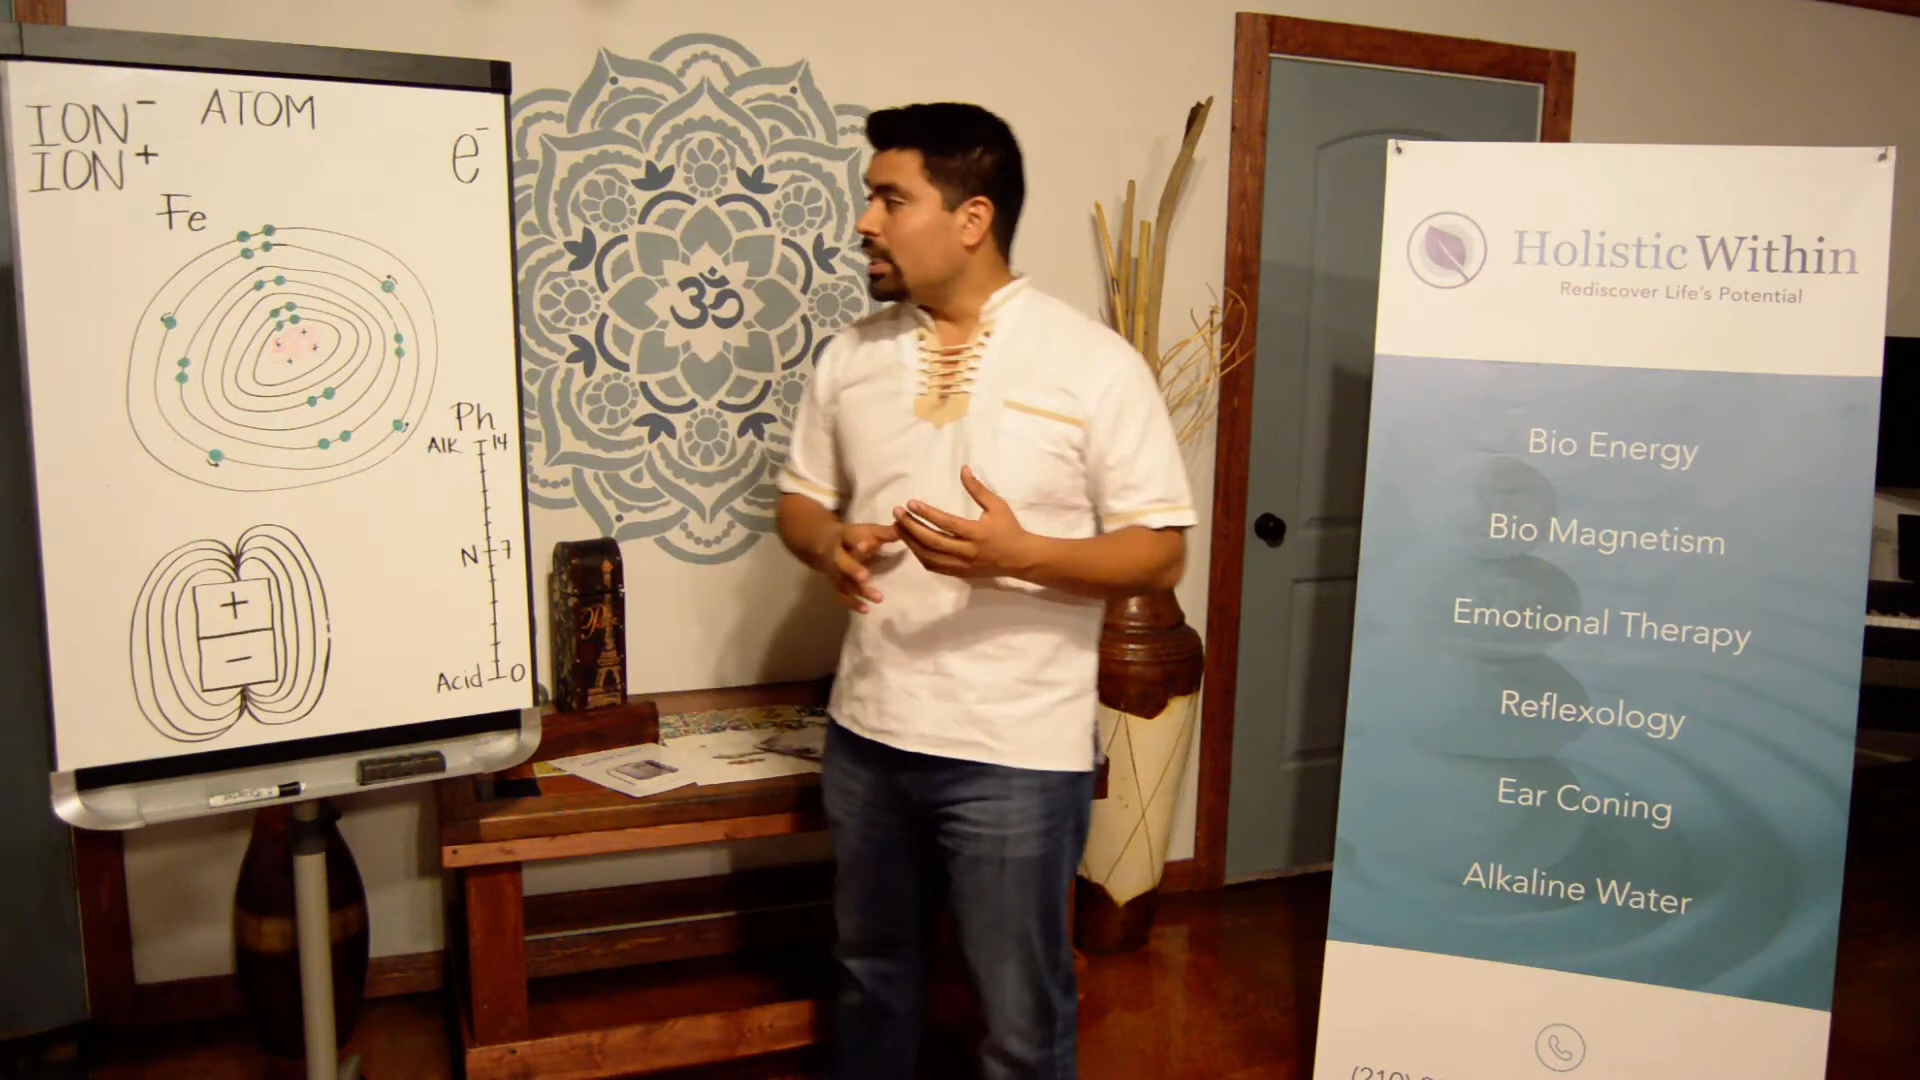 ION⁻ ATOM
ION⁺
e⁻
Fe
Ph
Alk 14
N 7
Acid 0
+
−
ॐ
Holistic Within
Rediscover Life's Potential
Bio Energy
Bio Magnetism
Emotional Therapy
Reflexology
Ear Coning
Alkaline Water
(210)